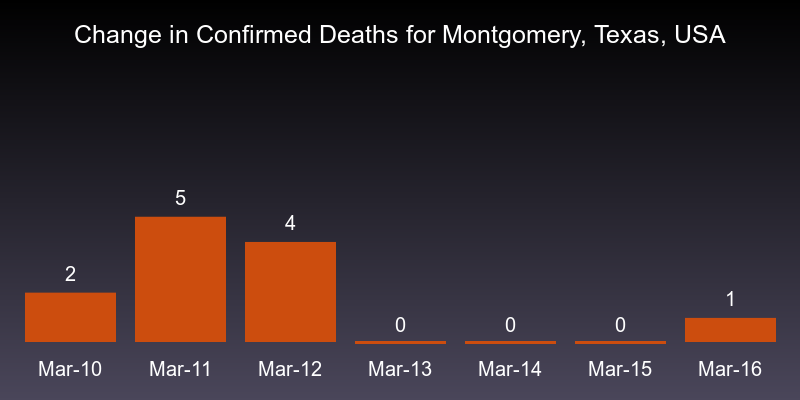 Change in Confirmed Deaths for Montgomery, Texas, USA
2
5
4
0
0
0
1
Mar-10
Mar-11
Mar-12
Mar-13
Mar-14
Mar-15
Mar-16